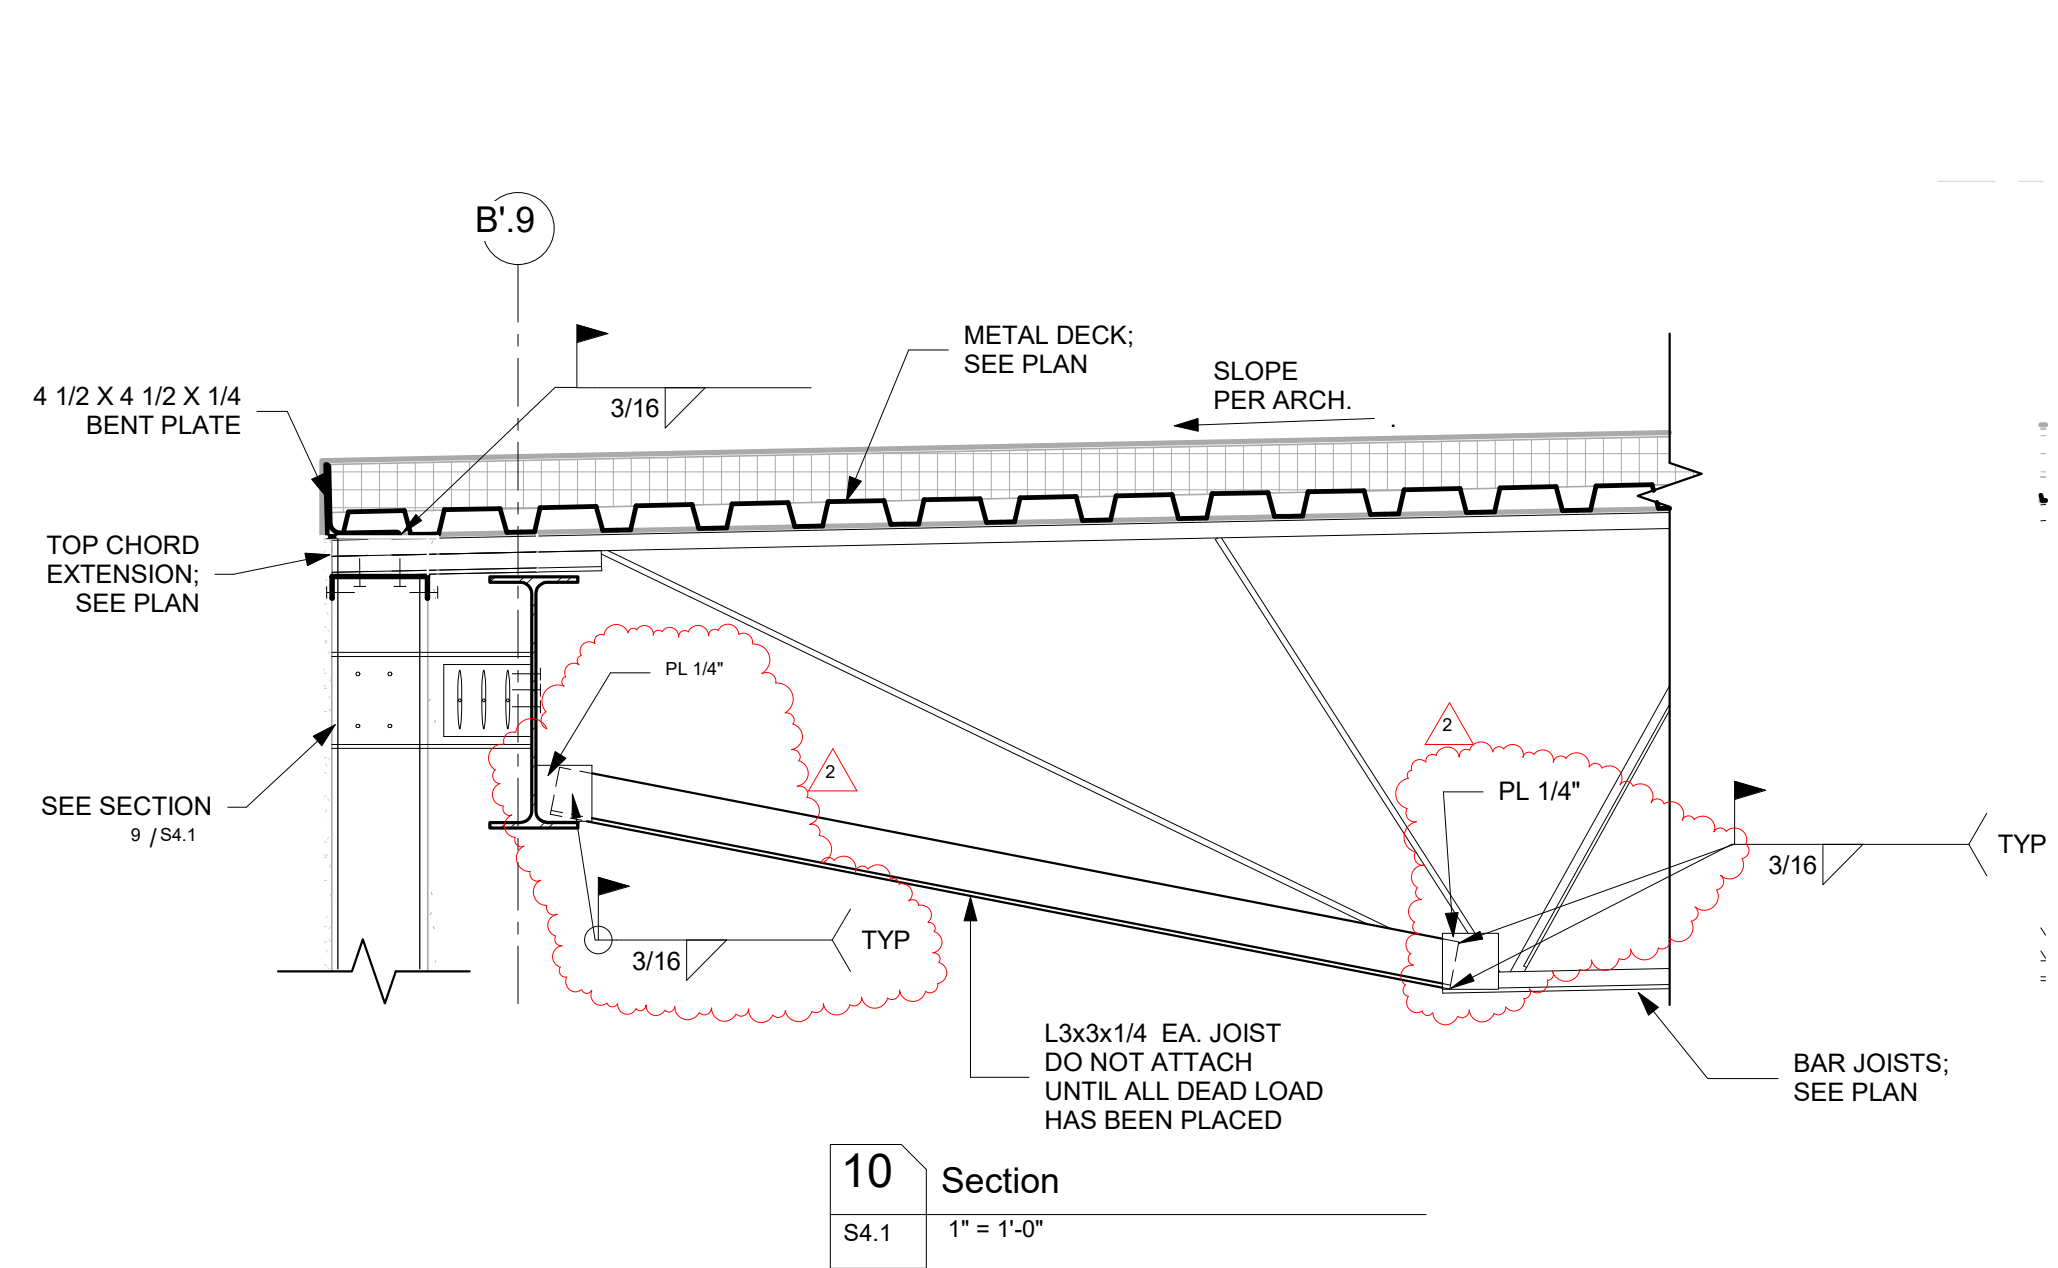 B'.9
METAL DECK;
SEE PLAN
SLOPE
PER ARCH.
.
4 1/2 X 4 1/2 X 1/4
BENT PLATE
3/16
TOP CHORD
EXTENSION;
SEE PLAN
PL 1/4"
2
2
PL 1/4"
SEE SECTION
9 / S4.1
3/16
TYP
3/16
TYP
L3x3x1/4 EA. JOIST
DO NOT ATTACH
UNTIL ALL DEAD LOAD
HAS BEEN PLACED
BAR JOISTS;
SEE PLAN
10
Section
S4.1
1" = 1'-0"